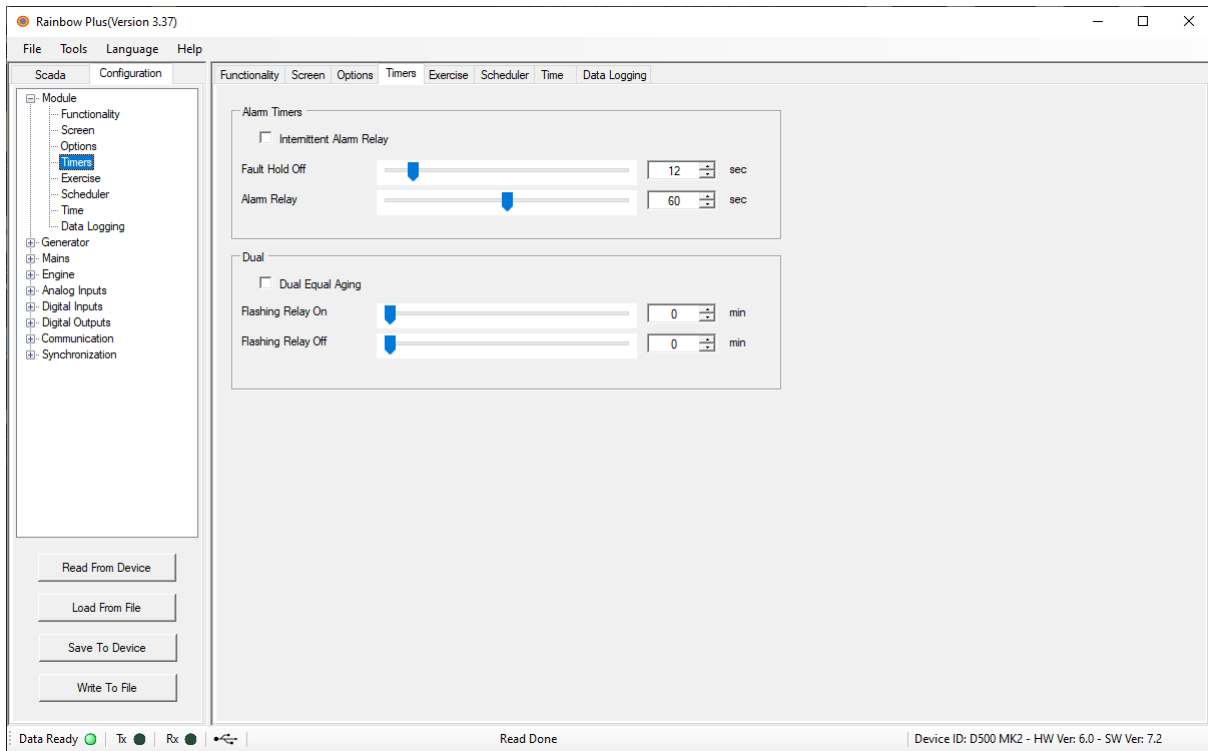 Rainbow Plus(Version 3.37)
File Tools Language Help
Scada Configuration
Functionality Screen Options Timers Exercise Scheduler Time Data Logging
Module
Functionality
Screen
Options
Timers
Exercise
Scheduler
Time
Data Logging
Generator
Mains
Engine
Analog Inputs
Digital Inputs
Digital Outputs
Communication
Synchronization
Read From Device
Load From File
Save To Device
Write To File
Alarm Timers
Intemittent Alarm Relay
Fault Hold Off 12 sec
Alarm Relay 60 sec
Dual
Dual Equal Aging
Flashing Relay On 0 min
Flashing Relay Off 0 min
Data Ready Tx Rx Read Done Device ID: D500 MK2 - HW Ver: 6.0 - SW Ver: 7.2